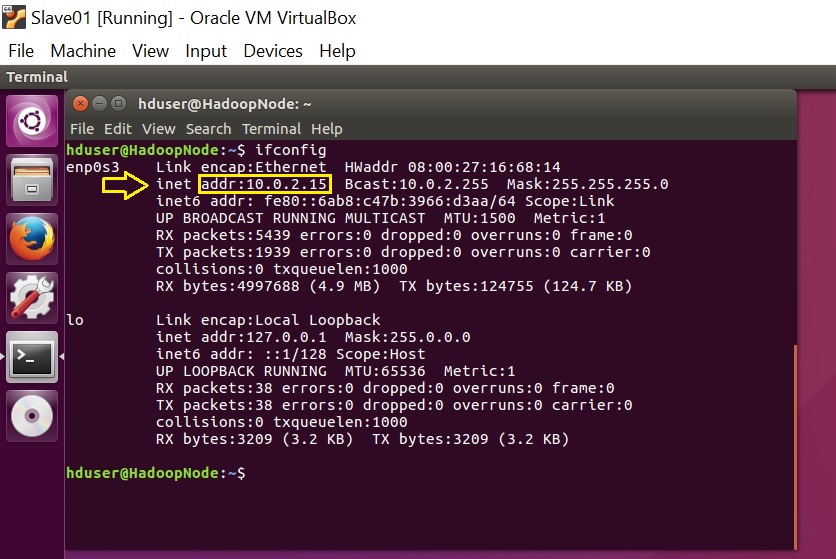 Slave01 [Running] - Oracle VM VirtualBox
File Machine View Input Devices Help
Terminal
hduser@HadoopNode: ~
File Edit View Search Terminal Help
hduser@HadoopNode:~$ ifconfig
enp0s3 Link encap:Ethernet HWaddr 08:00:27:16:68:14
inet addr:10.0.2.15 Bcast:10.0.2.255 Mask:255.255.255.0
inet6 addr: fe80::6ab8:c47b:3966:d3aa/64 Scope:Link
UP BROADCAST RUNNING MULTICAST MTU:1500 Metric:1
RX packets:5439 errors:0 dropped:0 overruns:0 frame:0
TX packets:1939 errors:0 dropped:0 overruns:0 carrier:0
collisions:0 txqueuelen:1000
RX bytes:4997688 (4.9 MB) TX bytes:124755 (124.7 KB)
lo Link encap:Local Loopback
inet addr:127.0.0.1 Mask:255.0.0.0
inet6 addr: ::1/128 Scope:Host
UP LOOPBACK RUNNING MTU:65536 Metric:1
RX packets:38 errors:0 dropped:0 overruns:0 frame:0
TX packets:38 errors:0 dropped:0 overruns:0 carrier:0
collisions:0 txqueuelen:1000
RX bytes:3209 (3.2 KB) TX bytes:3209 (3.2 KB)
hduser@HadoopNode:~$